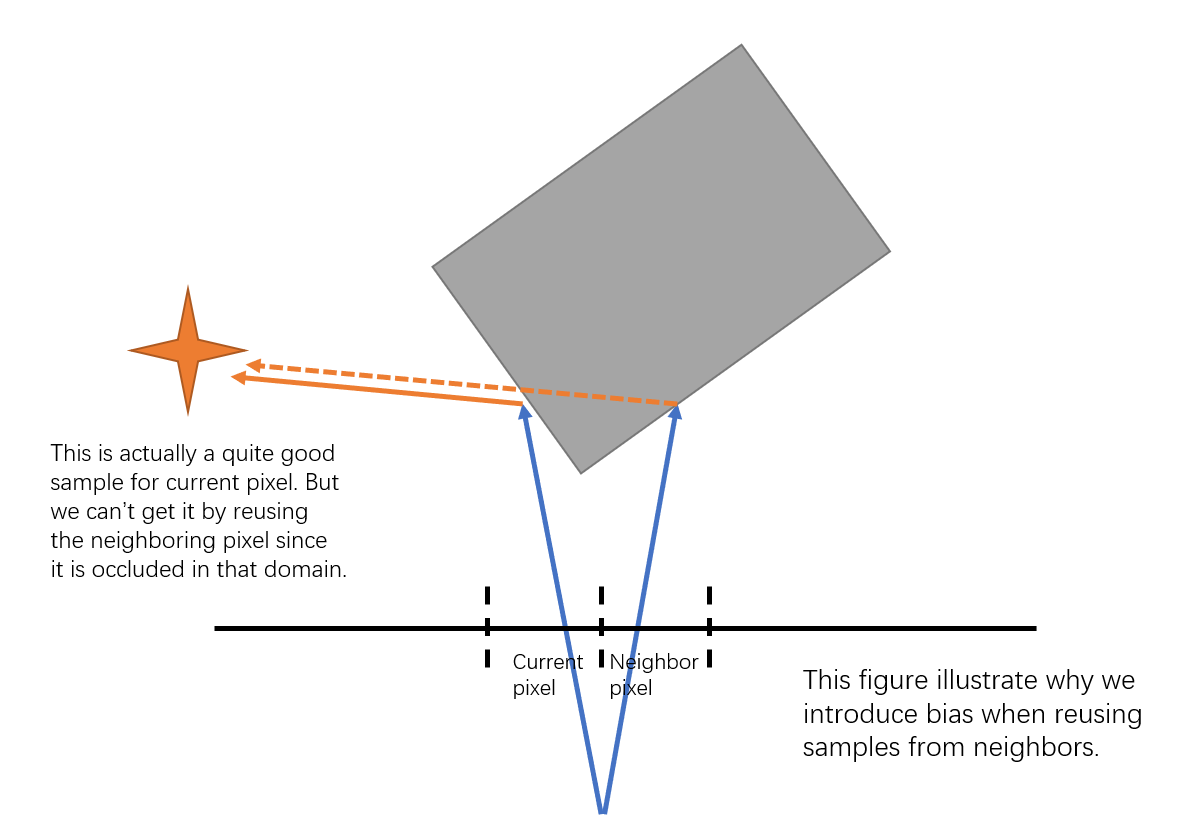 This is actually a quite good
sample for current pixel. But
we can’t get it by reusing
the neighboring pixel since
it is occluded in that domain.
Current
pixel
Neighbor
pixel
This figure illustrate why we
introduce bias when reusing
samples from neighbors.